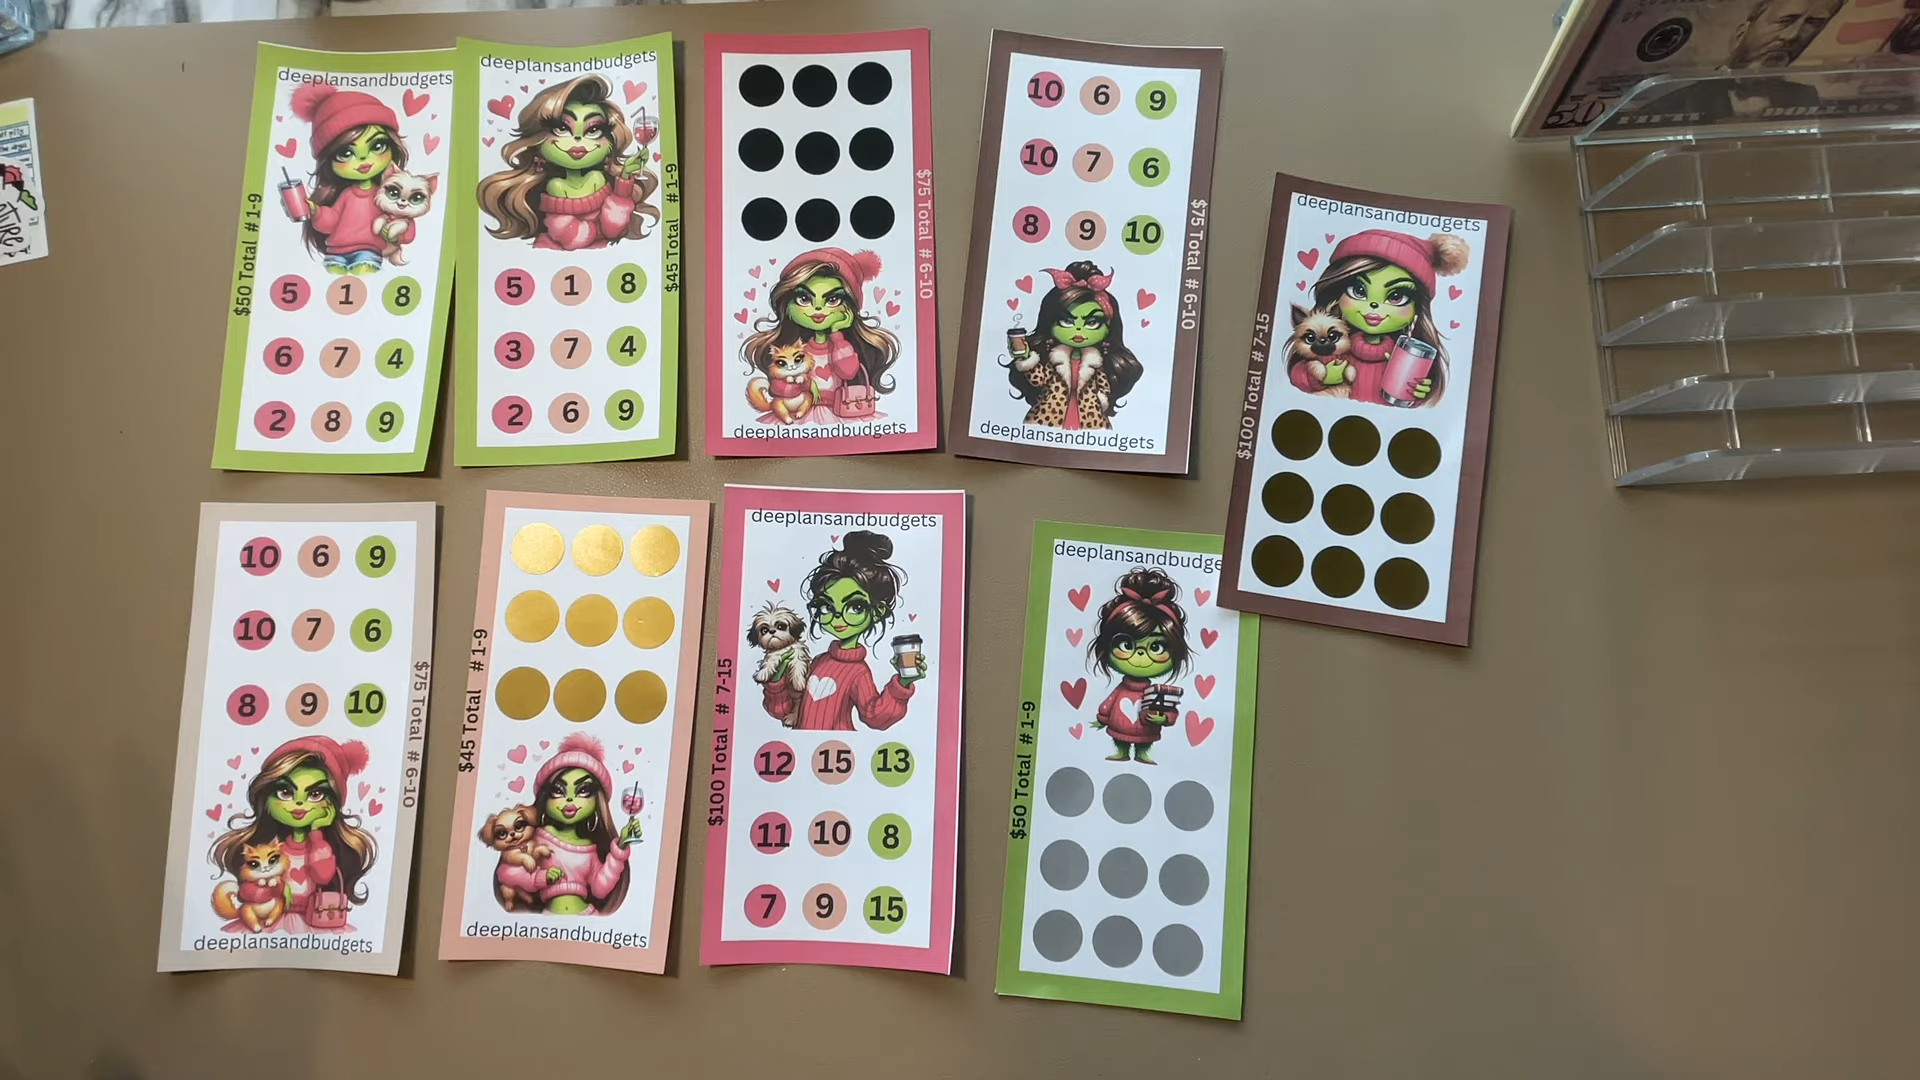 deeplansandbudgets
$50 Total # 1-9
5 1 8
6 7 4
2 8 9
deeplansandbudgets
$45 Total # 1-9
5 1 8
3 7 4
2 6 9
$75 Total # 6-10
deeplansandbudgets
10 6 9
10 7 6
8 9 10
$75 Total # 6-10
deeplansandbudgets
deeplansandbudgets
$100 Total # 7-15
10 6 9
10 7 6
8 9 10
$75 Total # 6-10
deeplansandbudgets
$45 Total # 1-9
deeplansandbudgets
deeplansandbudgets
$100 Total # 7-15
12 15 13
11 10 8
7 9 15
deeplansandbudge
$50 Total # 1-9
50 FIFTY DOLLARS